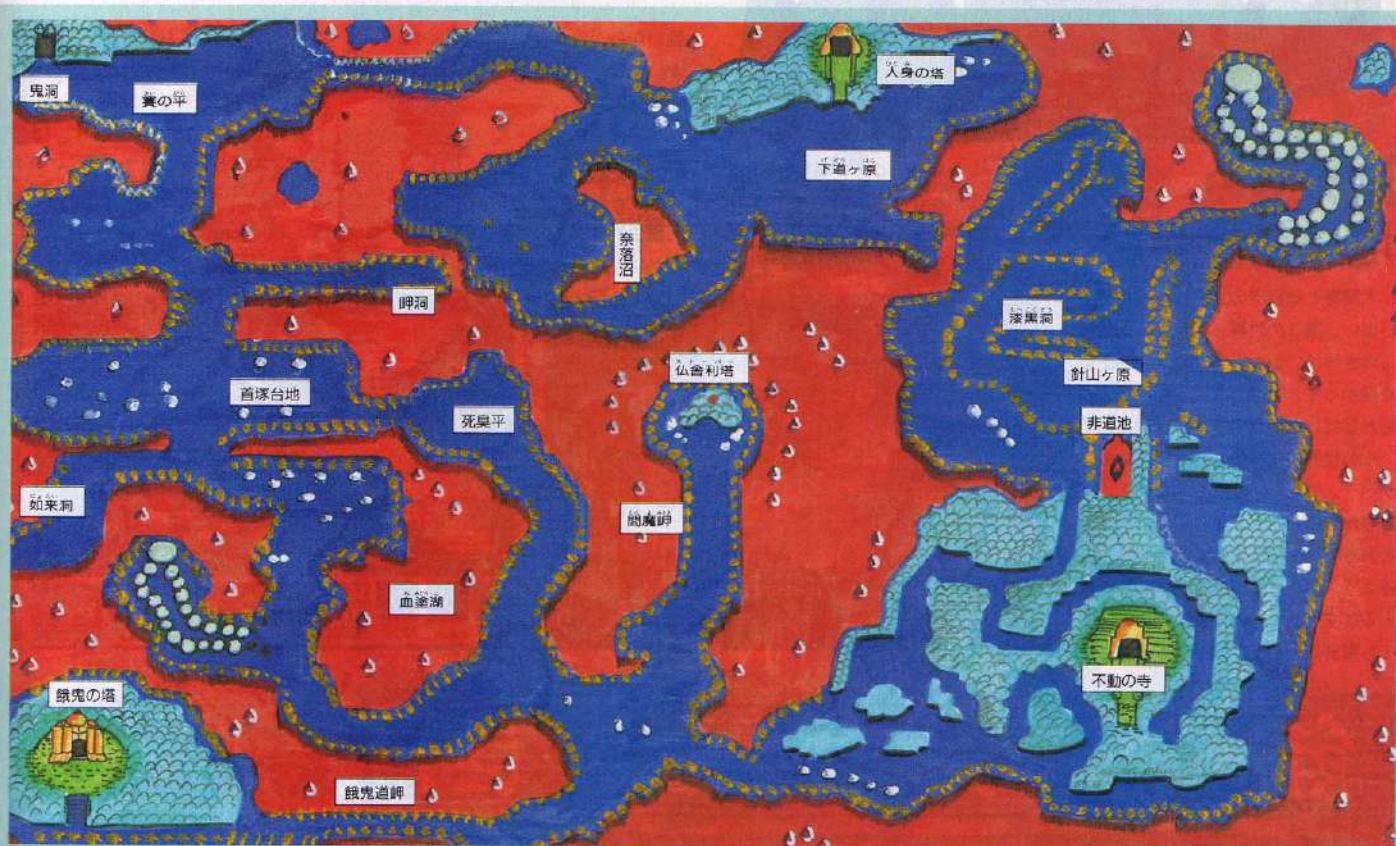 鬼洞
賽の平
人身の塔
下道ヶ原
奈落沼
岬洞
漆黒洞
仏舎利塔
針山ヶ原
首塚台地
死臭平
非道池
如来洞
閻魔岬
血塗湖
不動の寺
餓鬼の塔
餓鬼道岬